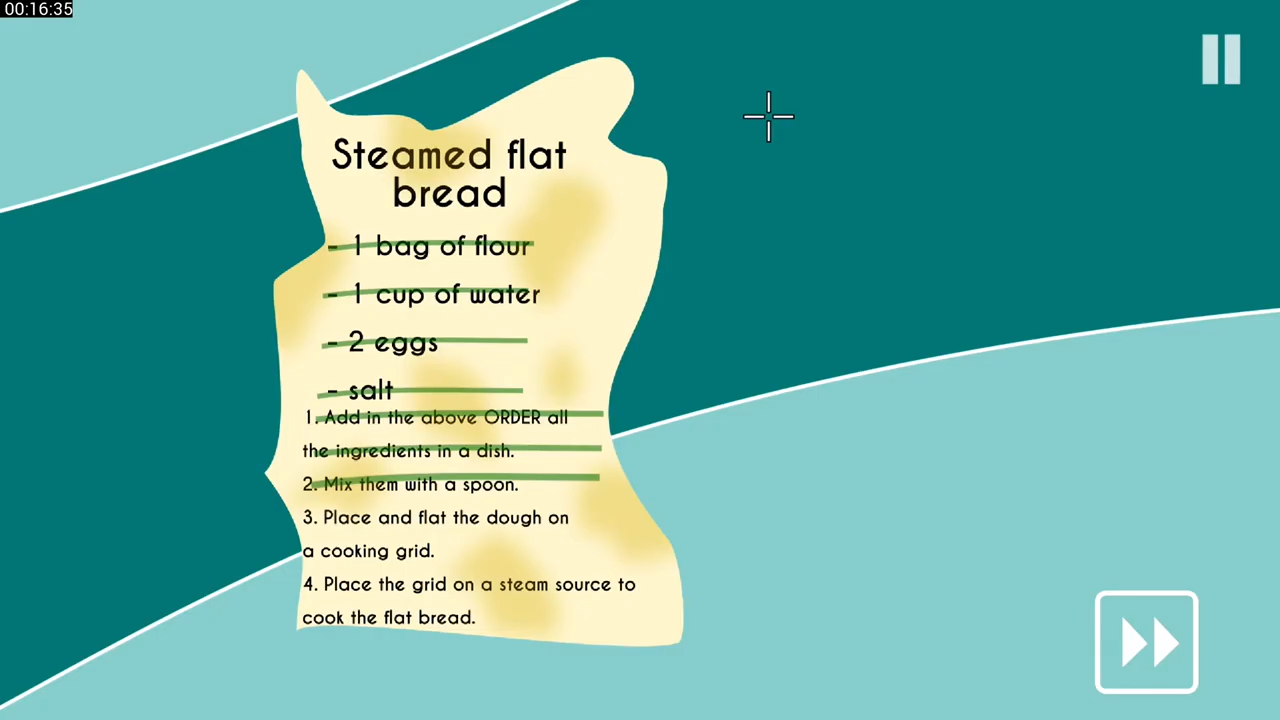 00:16:35
Steamed flat
bread
- 1 bag of flour
- 1 cup of water
- 2 eggs
- salt
1. Add in the above ORDER all
the ingredients in a dish.
2. Mix them with a spoon.
3. Place and flat the dough on
a cooking grid.
4. Place the grid on a steam source to
cook the flat bread.